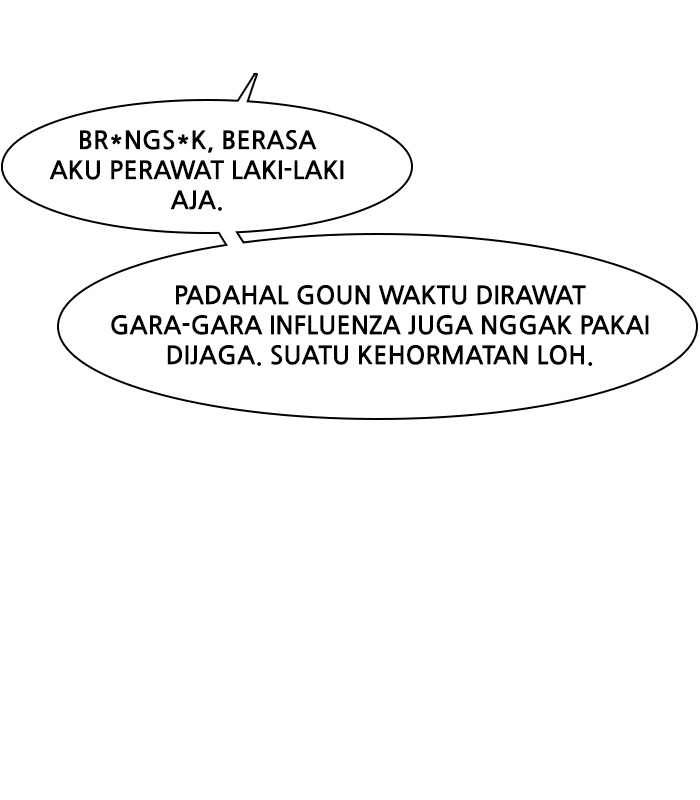 BR*NGS*K, BERASA
AKU PERAWAT LAKI-LAKI
AJA.
PADAHAL GOUN WAKTU DIRAWAT
GARA-GARA INFLUENZA JUGA NGGAK PAKAI
DIJAGA. SUATU KEHORMATAN LOH.